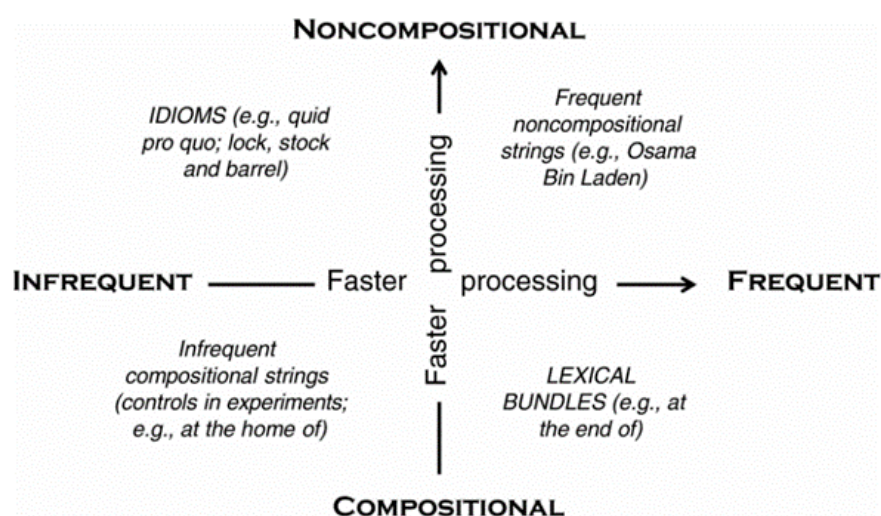 NONCOMPOSITIONAL
IDIOMS (e.g., quid
pro quo; lock, stock
and barrel)
Frequent
noncompositional
strings (e.g., Osama
Bin Laden)
Faster processing
INFREQUENT
Faster processing
FREQUENT
Infrequent
compositional strings
(controls in experiments;
e.g., at the home of)
LEXICAL
BUNDLES (e.g., at
the end of)
COMPOSITIONAL